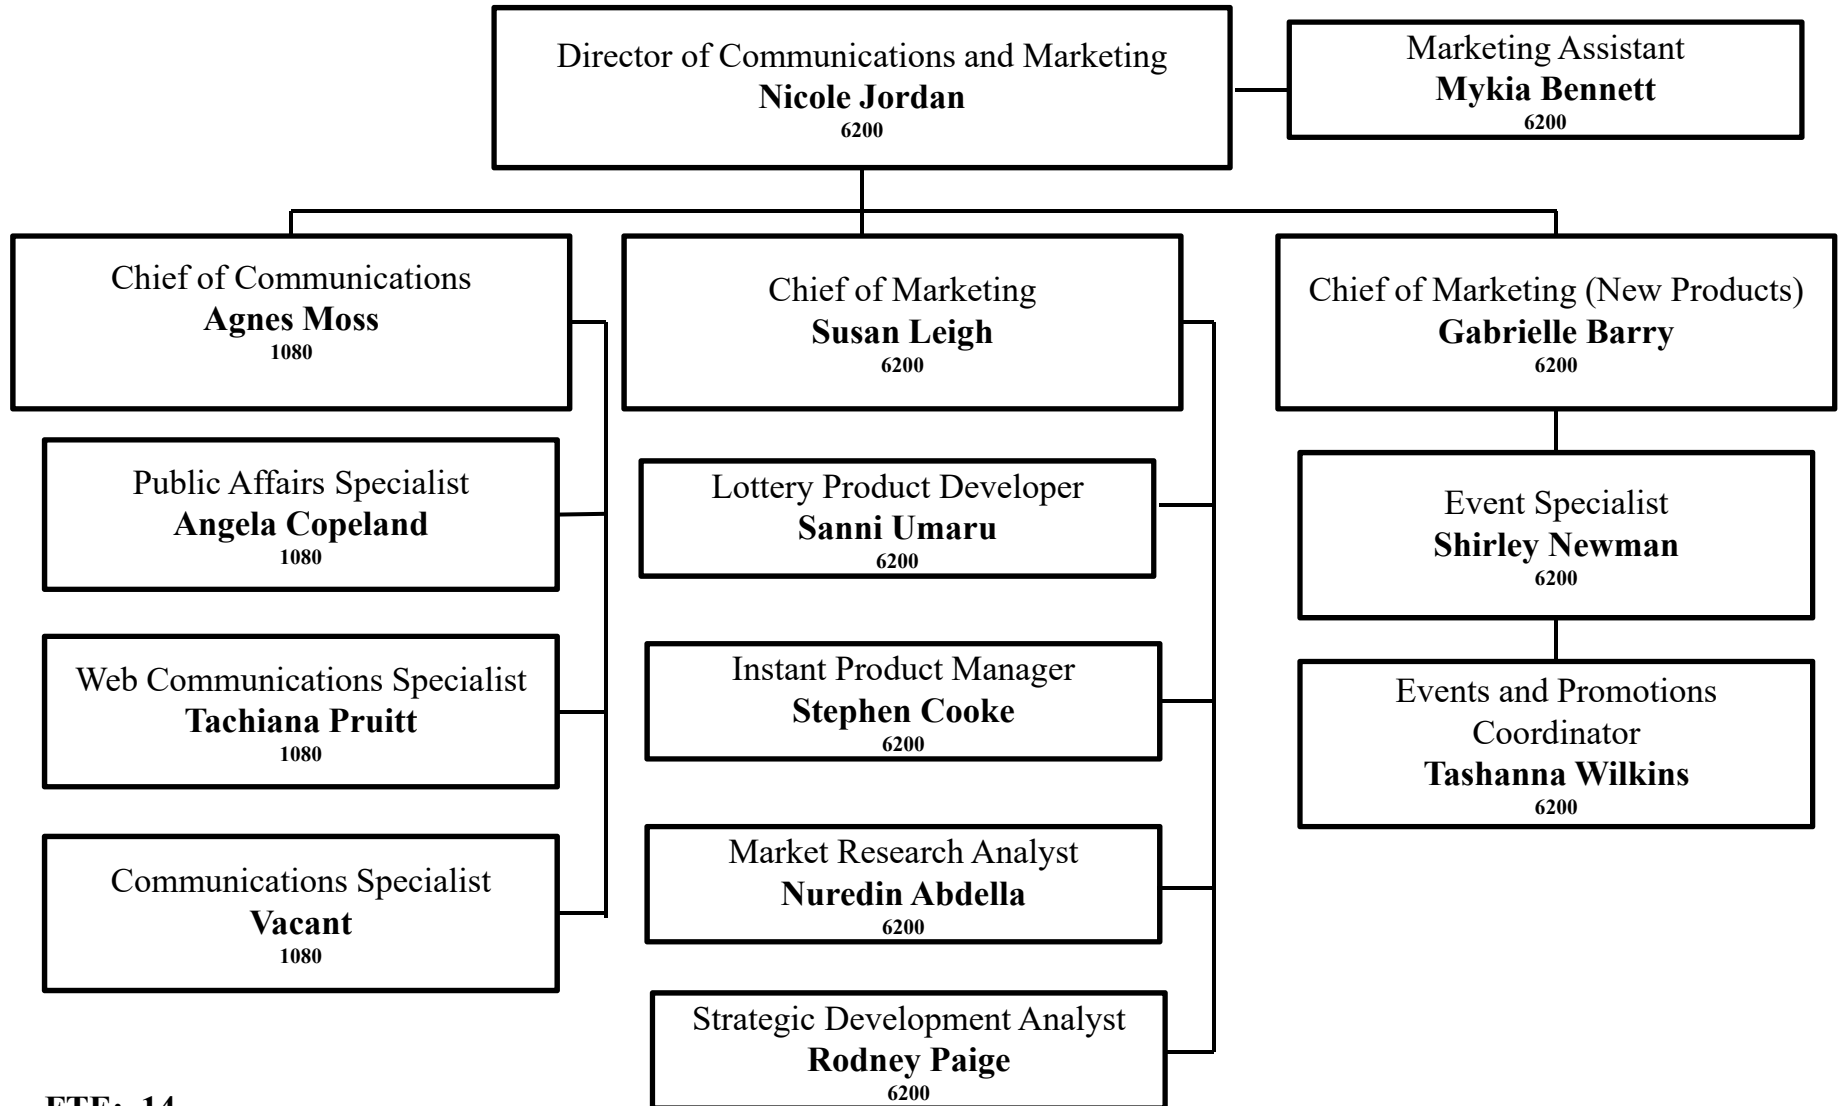 Director of Communications and Marketing
Nicole Jordan
6200
Marketing Assistant
Mykia Bennett
6200
Chief of Communications
Agnes Moss
1080
Chief of Marketing
Susan Leigh
6200
Chief of Marketing (New Products)
Gabrielle Barry
6200
Public Affairs Specialist
Angela Copeland
1080
Web Communications Specialist
Tachiana Pruitt
1080
Communications Specialist
Vacant
1080
Lottery Product Developer
Sanni Umaru
6200
Instant Product Manager
Stephen Cooke
6200
Market Research Analyst
Nuredin Abdella
6200
Strategic Development Analyst
Rodney Paige
6200
Event Specialist
Shirley Newman
6200
Events and Promotions
Coordinator
Tashanna Wilkins
6200
FTE: 14